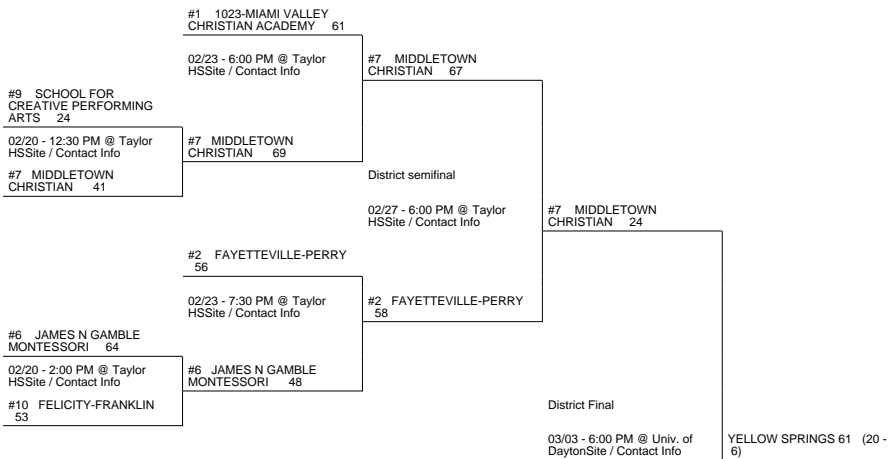 #1 1023-MIAMI VALLEY
CHRISTIAN ACADEMY 61
02/23 - 6:00 PM @ Taylor
HSSite / Contact Info
#7 MIDDLETOWN
CHRISTIAN 67
#9 SCHOOL FOR
CREATIVE PERFORMING
ARTS 24
02/20 - 12:30 PM @ Taylor
HSSite / Contact Info
#7 MIDDLETOWN
CHRISTIAN 69
#7 MIDDLETOWN
CHRISTIAN 41
District semifinal
02/27 - 6:00 PM @ Taylor
HSSite / Contact Info
#7 MIDDLETOWN
CHRISTIAN 24
#2 FAYETTEVILLE-PERRY
56
02/23 - 7:30 PM @ Taylor
HSSite / Contact Info
#2 FAYETTEVILLE-PERRY
58
#6 JAMES N GAMBLE
MONTESSORI 64
02/20 - 2:00 PM @ Taylor
HSSite / Contact Info
#6 JAMES N GAMBLE
MONTESSORI 48
#10 FELICITY-FRANKLIN
53
District Final
03/03 - 6:00 PM @ Univ. of
DaytonSite / Contact Info
YELLOW SPRINGS 61 (20 -
6)